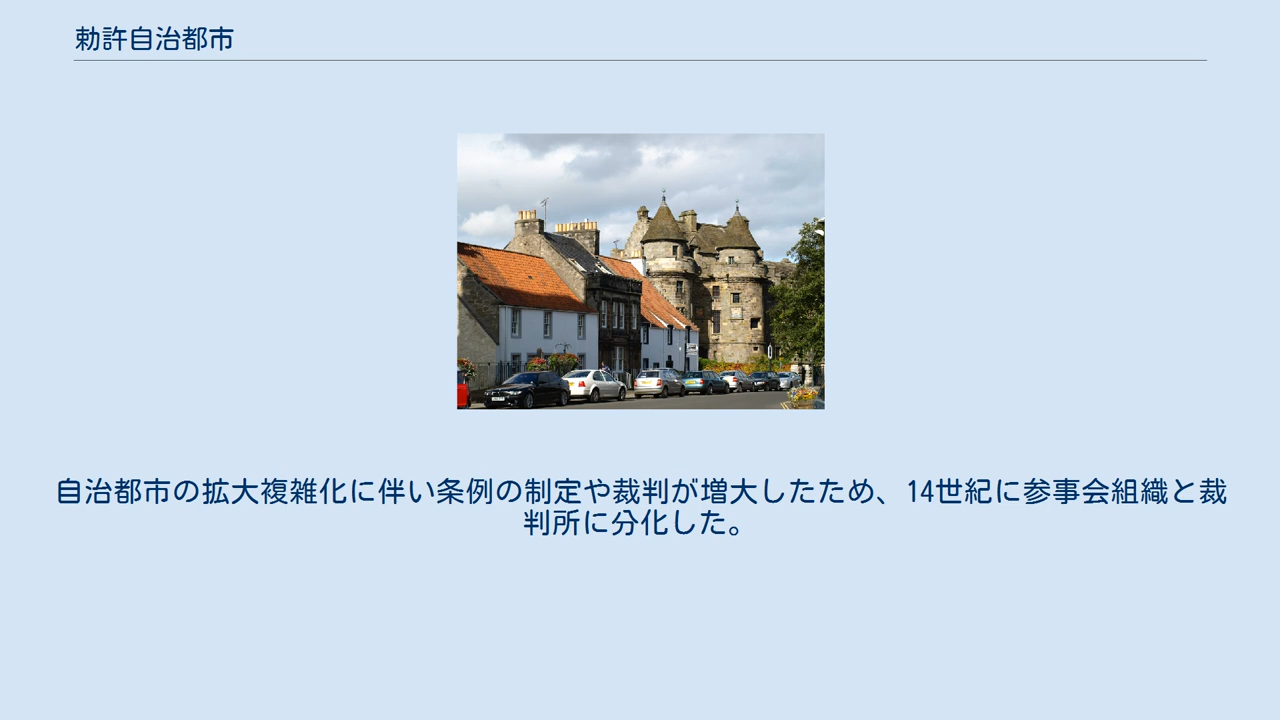 勅許自治都市
自治都市の拡大複雑化に伴い条例の制定や裁判が増大したため、14世紀に参事会組織と裁
判所に分化した。